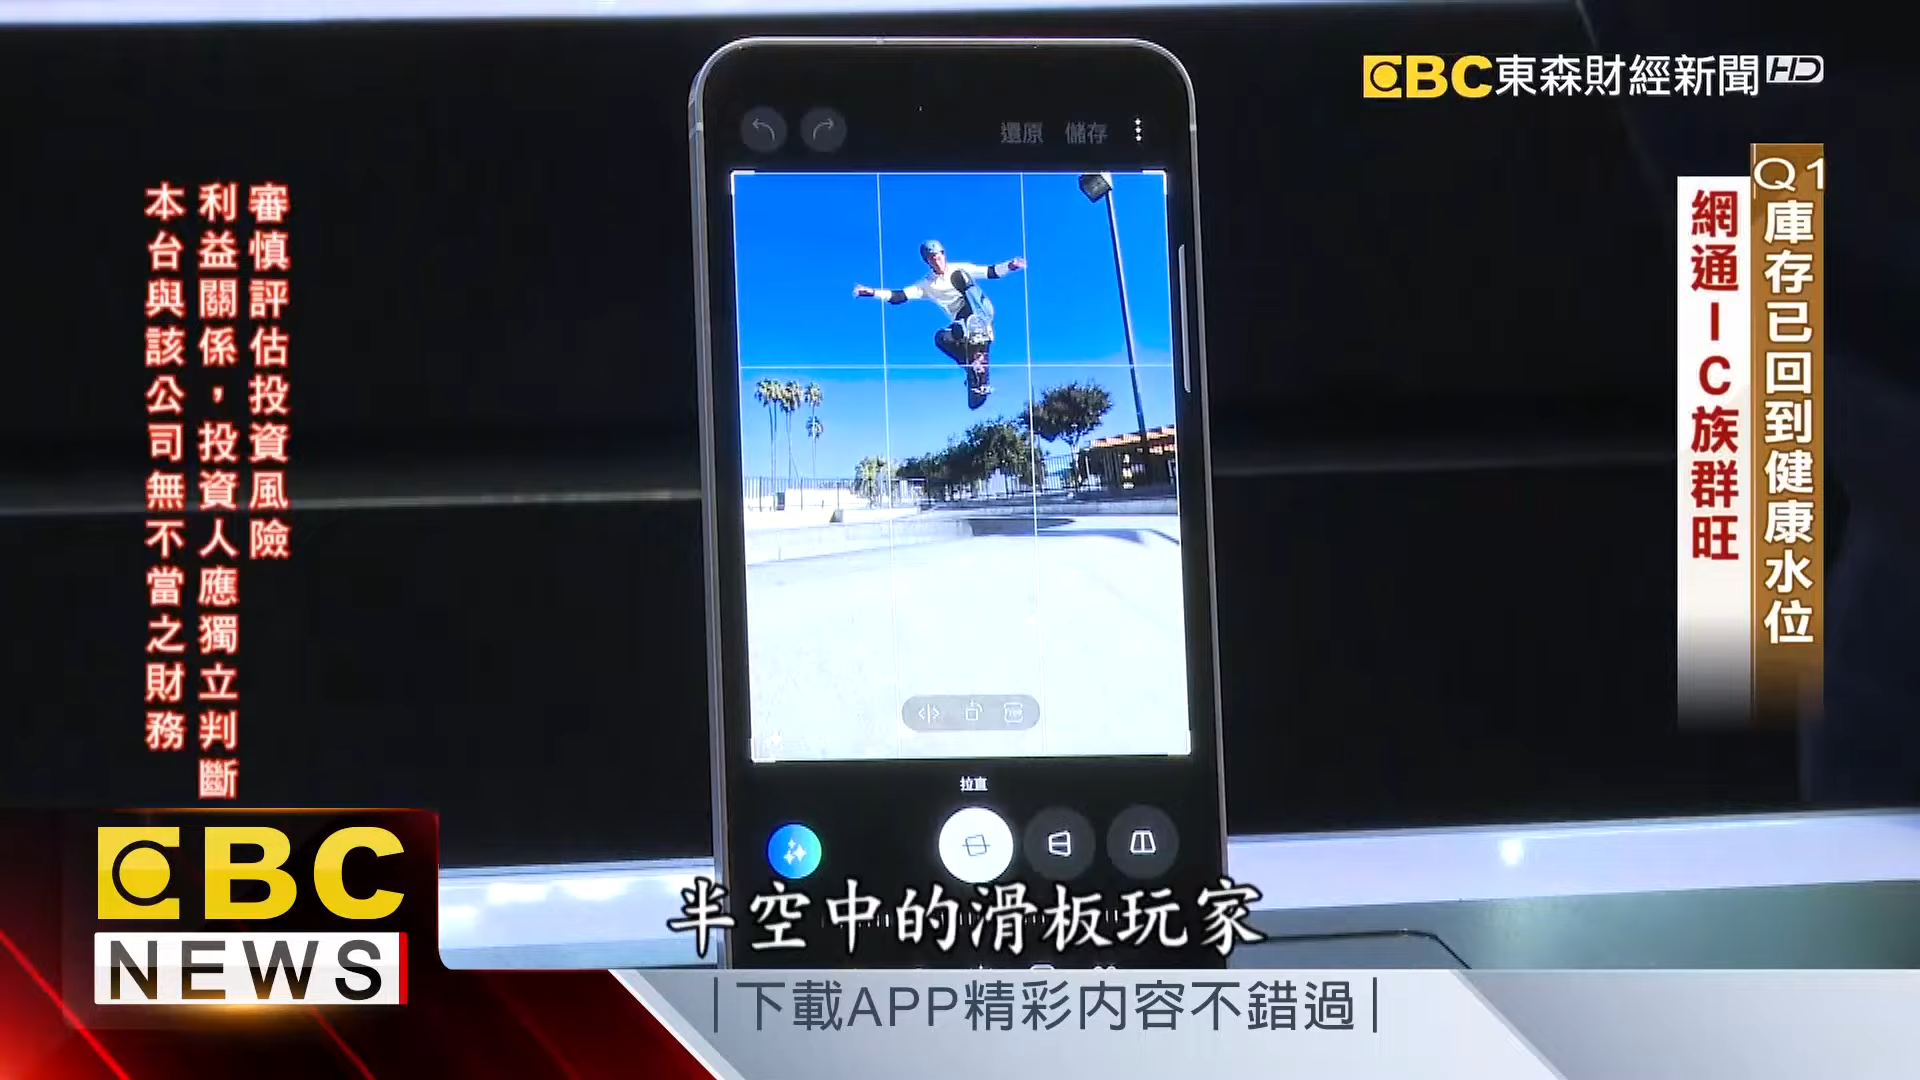 EBC東森財經新聞HD
Q1庫存已回到健康水位
網通IC族群旺
審慎評估投資風險
利益關係，投資人應獨立判斷
本台與該公司無不當之財務
還原 儲存
拉直
半空中的滑板玩家
EBC
NEWS
|下載APP精彩內容不錯過|